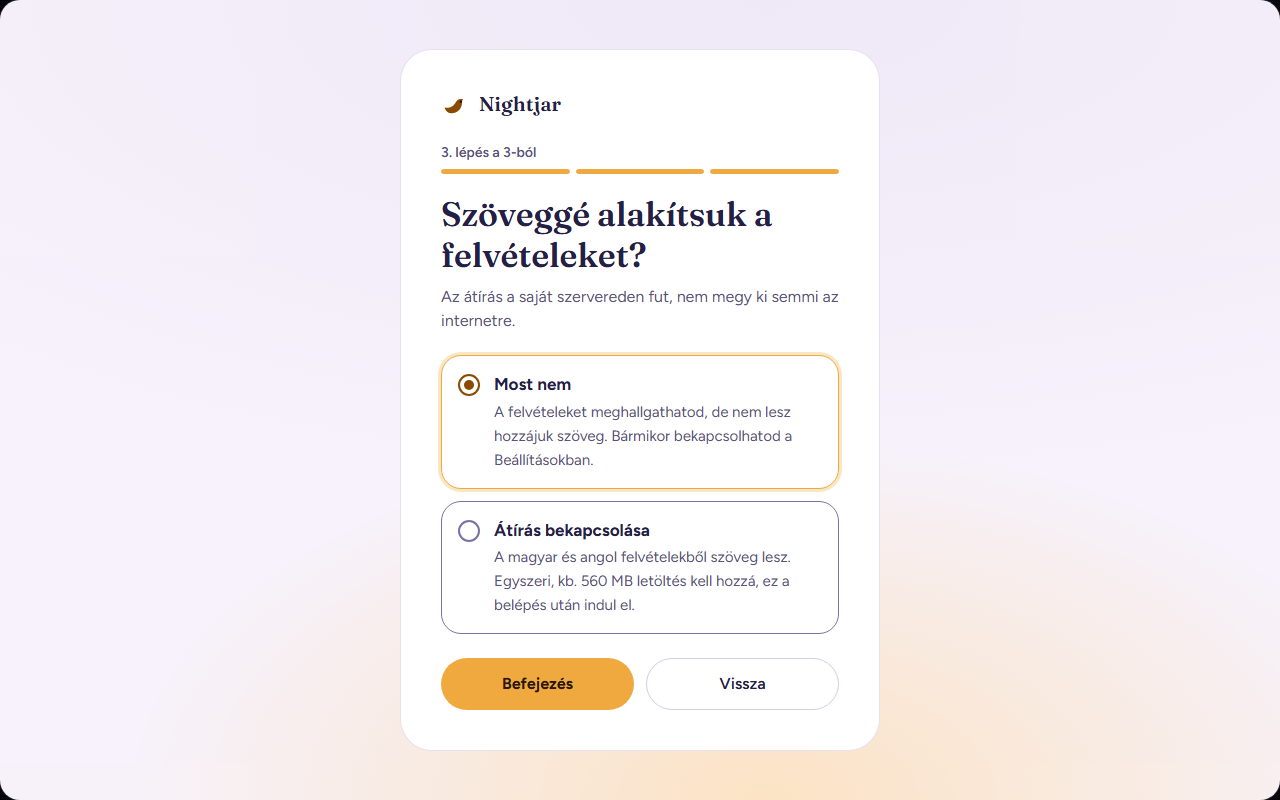 Nightjar
3. lépés a 3-ból
Szöveggé alakítsuk a
felvételeket?
Az átírás a saját szervereden fut, nem megy ki semmi az
internetre.
Most nem
A felvételeket meghallgathatod, de nem lesz
hozzájuk szöveg. Bármikor bekapcsolhatod a
Beállításokban.
Átírás bekapcsolása
A magyar és angol felvételekből szöveg lesz.
Egyszeri, kb. 560 MB letöltés kell hozzá, ez a
belépés után indul el.
Befejezés
Vissza